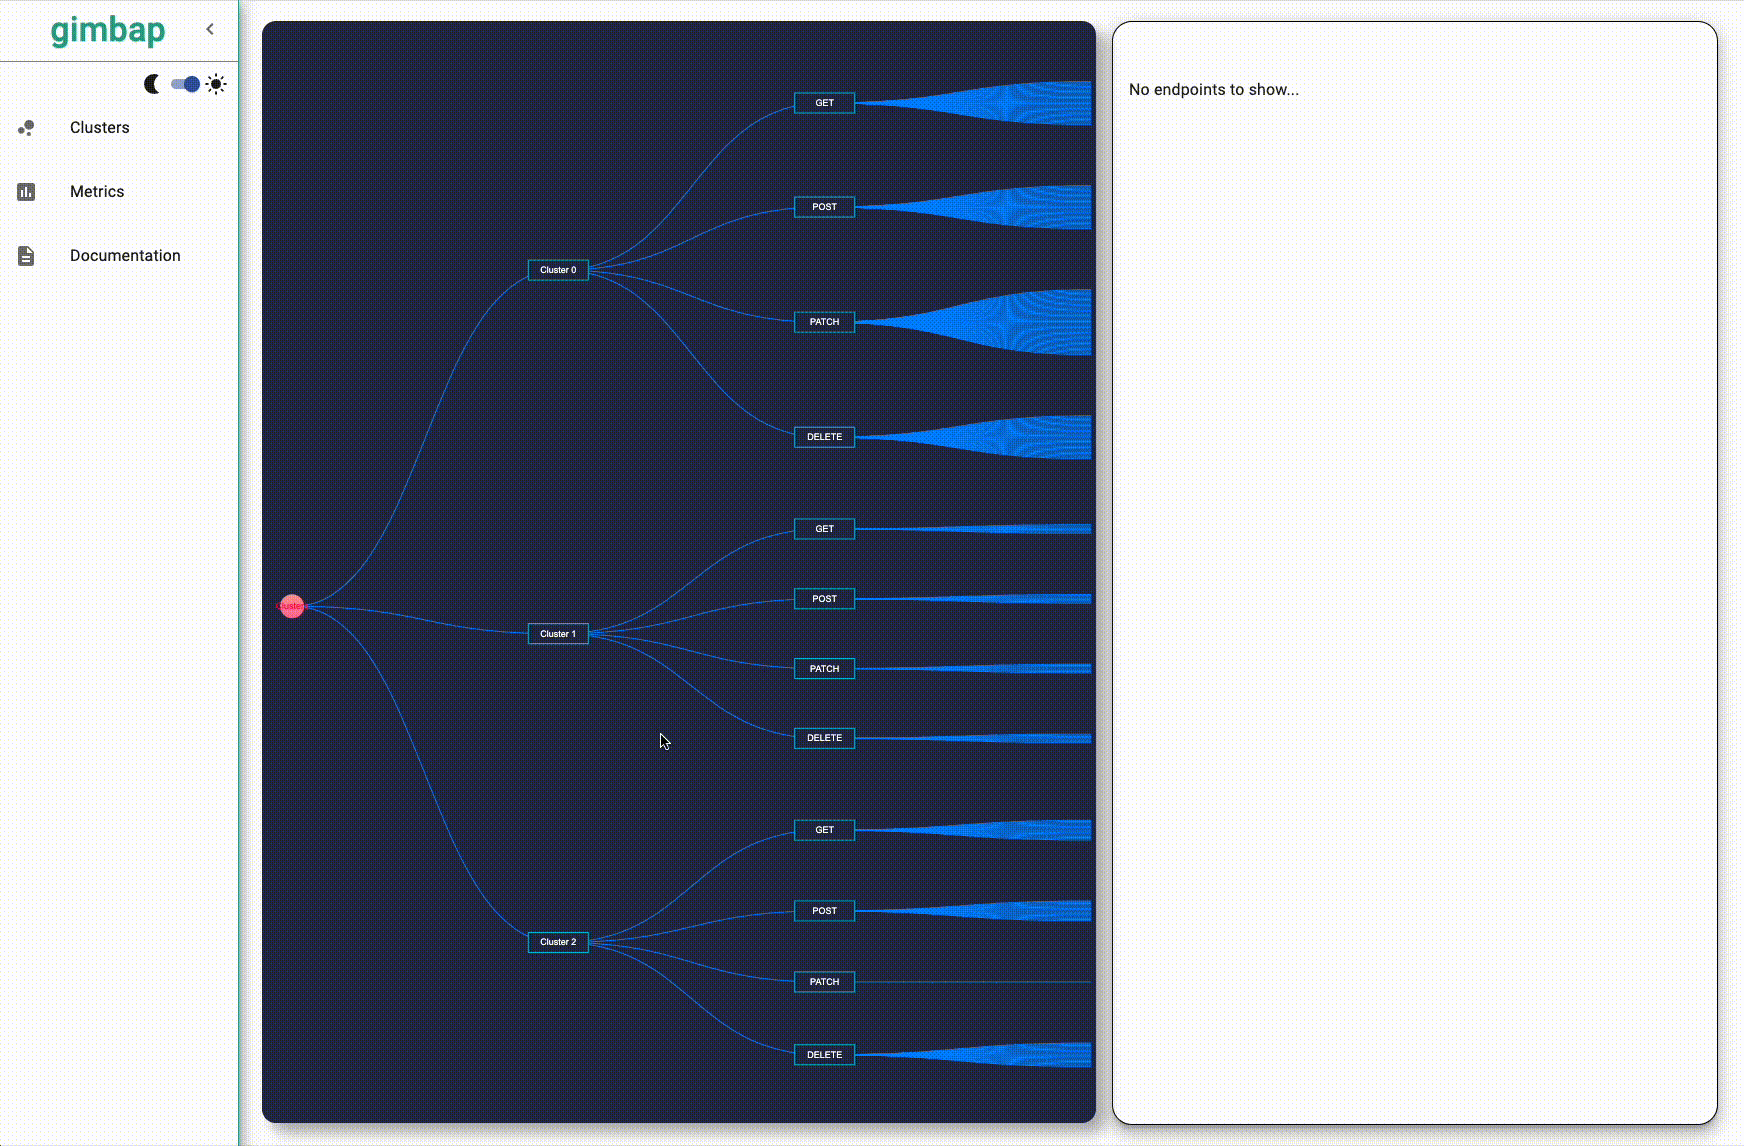 gimbap
Clusters
Metrics
Documentation
Cluster 0
GET
POST
PATCH
DELETE
Cluster 1
GET
POST
PATCH
DELETE
Cluster 2
GET
POST
PATCH
DELETE
No endpoints to show...